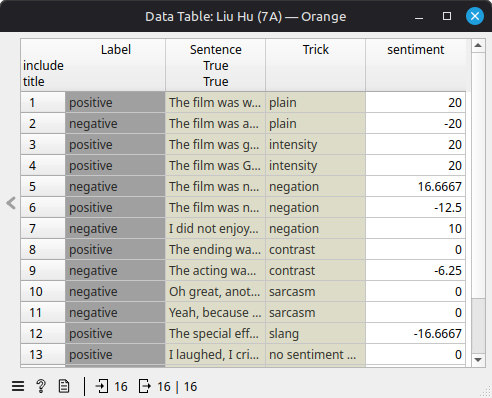 Data Table: Liu Hu (7A) — Orange
Label Sentence Trick sentiment
include True
title True
1 positive The film was w... plain 20
2 negative The film was a... plain -20
3 positive The film was g... intensity 20
4 positive The film was G... intensity 20
5 negative The film was n... negation 16.6667
6 positive The film was n... negation -12.5
7 negative I did not enjoy... negation 10
8 positive The ending wa... contrast 0
9 negative The acting wa... contrast -6.25
10 negative Oh great, anot... sarcasm 0
11 negative Yeah, because ... sarcasm 0
12 positive The special eff... slang -16.6667
13 positive I laughed, I cri... no sentiment ... 0
16 16 | 16